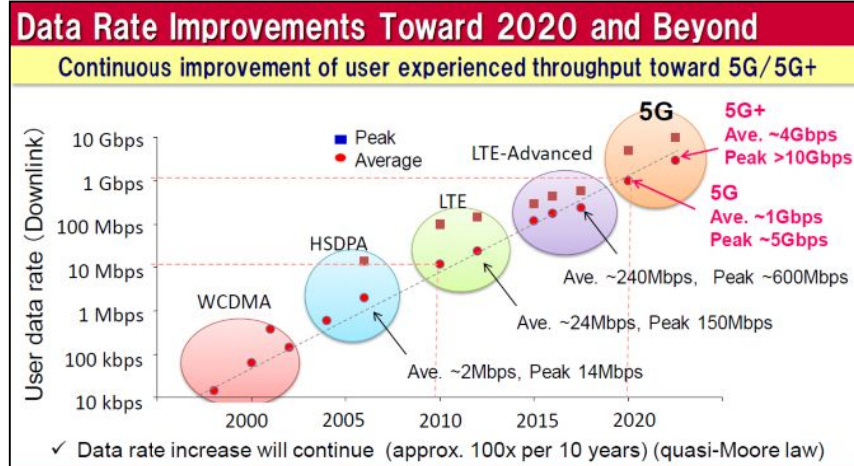 Data Rate Improvements Toward 2020 and Beyond
Continuous improvement of user experienced throughput toward 5G/5G+
User data rate (Downlink)
10 Gbps
1 Gbps
100 Mbps
10 Mbps
1 Mbps
100 kbps
10 kbps
Peak
Average
WCDMA
HSDPA
LTE
LTE-Advanced
5G
5G+
Ave. ~4Gbps
Peak >10Gbps
5G
Ave. ~1Gbps
Peak ~5Gbps
Ave. ~240Mbps, Peak ~600Mbps
Ave. ~24Mbps, Peak 150Mbps
Ave. ~2Mbps, Peak 14Mbps
2000 2005 2010 2015 2020
✓ Data rate increase will continue (approx. 100x per 10 years) (quasi-Moore law)